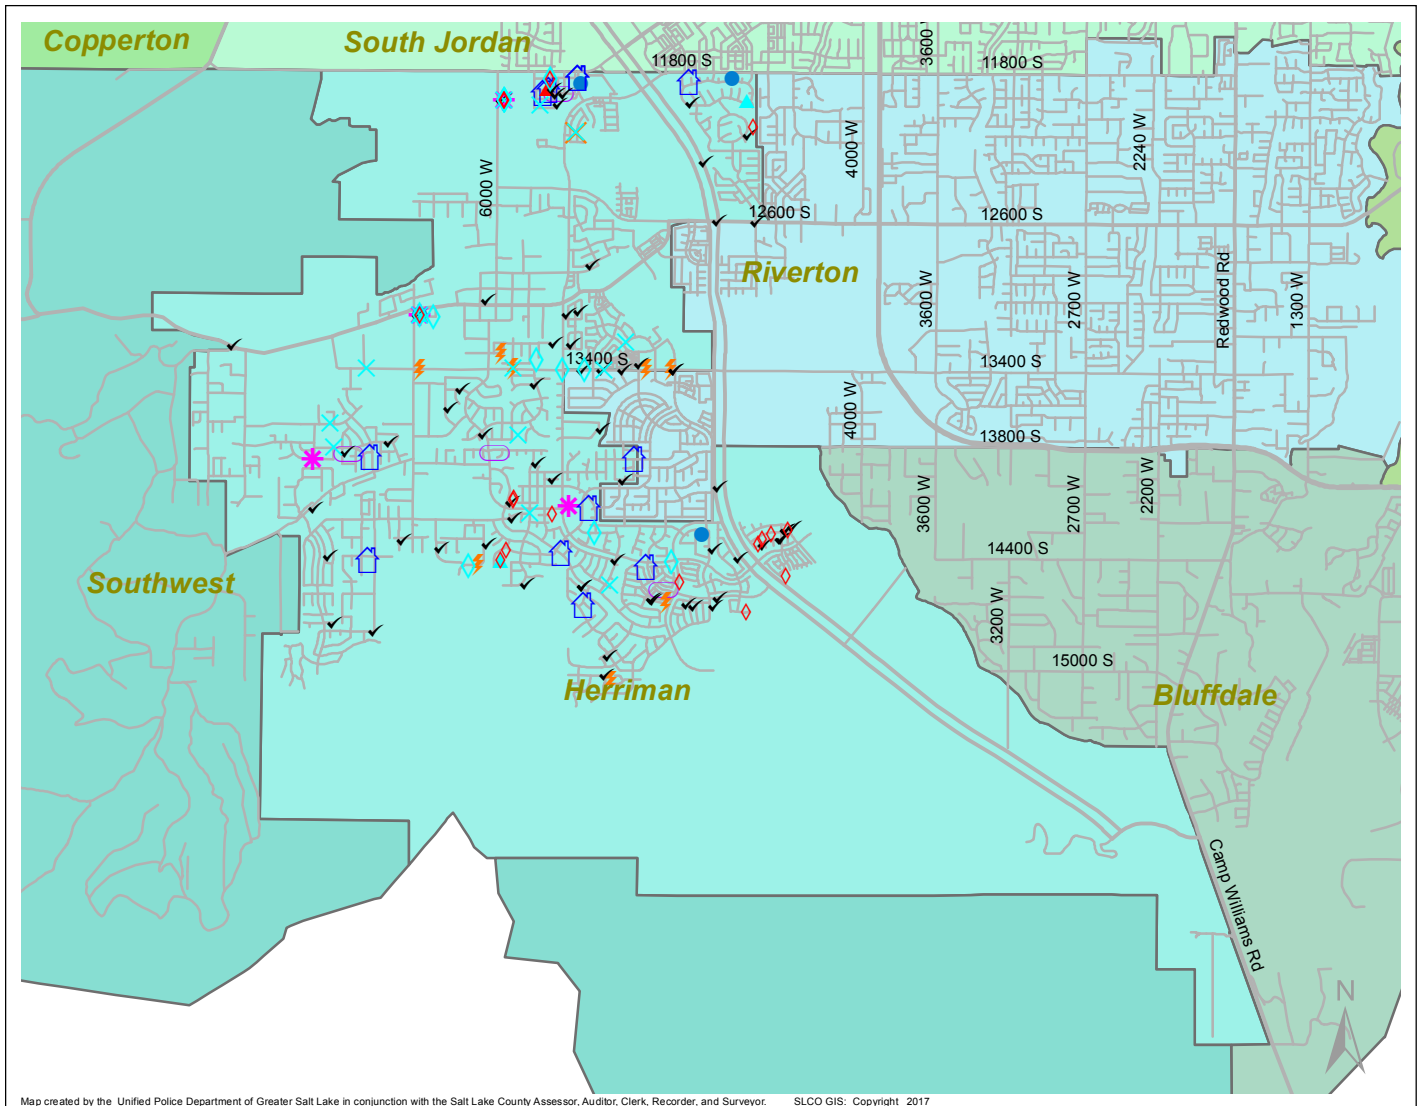 Copperton
South Jordan
11800 S
3600
11800 S
4000 W
2240 W
6000 W
12600 S
12600 S
Riverton
Redwood Rd
3600 W
2700 W
1300 W
13400 S
13400 S
4000 W
13800 S
3600 W
2700 W
2200 W
14400 S
Southwest
3200 W
15000 S
Herriman
Bluffdale
Camp Williams Rd
N
Map created by the Unified Police Department of Greater Salt Lake in conjunction with the Salt Lake County Assessor, Auditor, Clerk, Recorder, and Surveyor. SLCO GIS: Copyright 2017